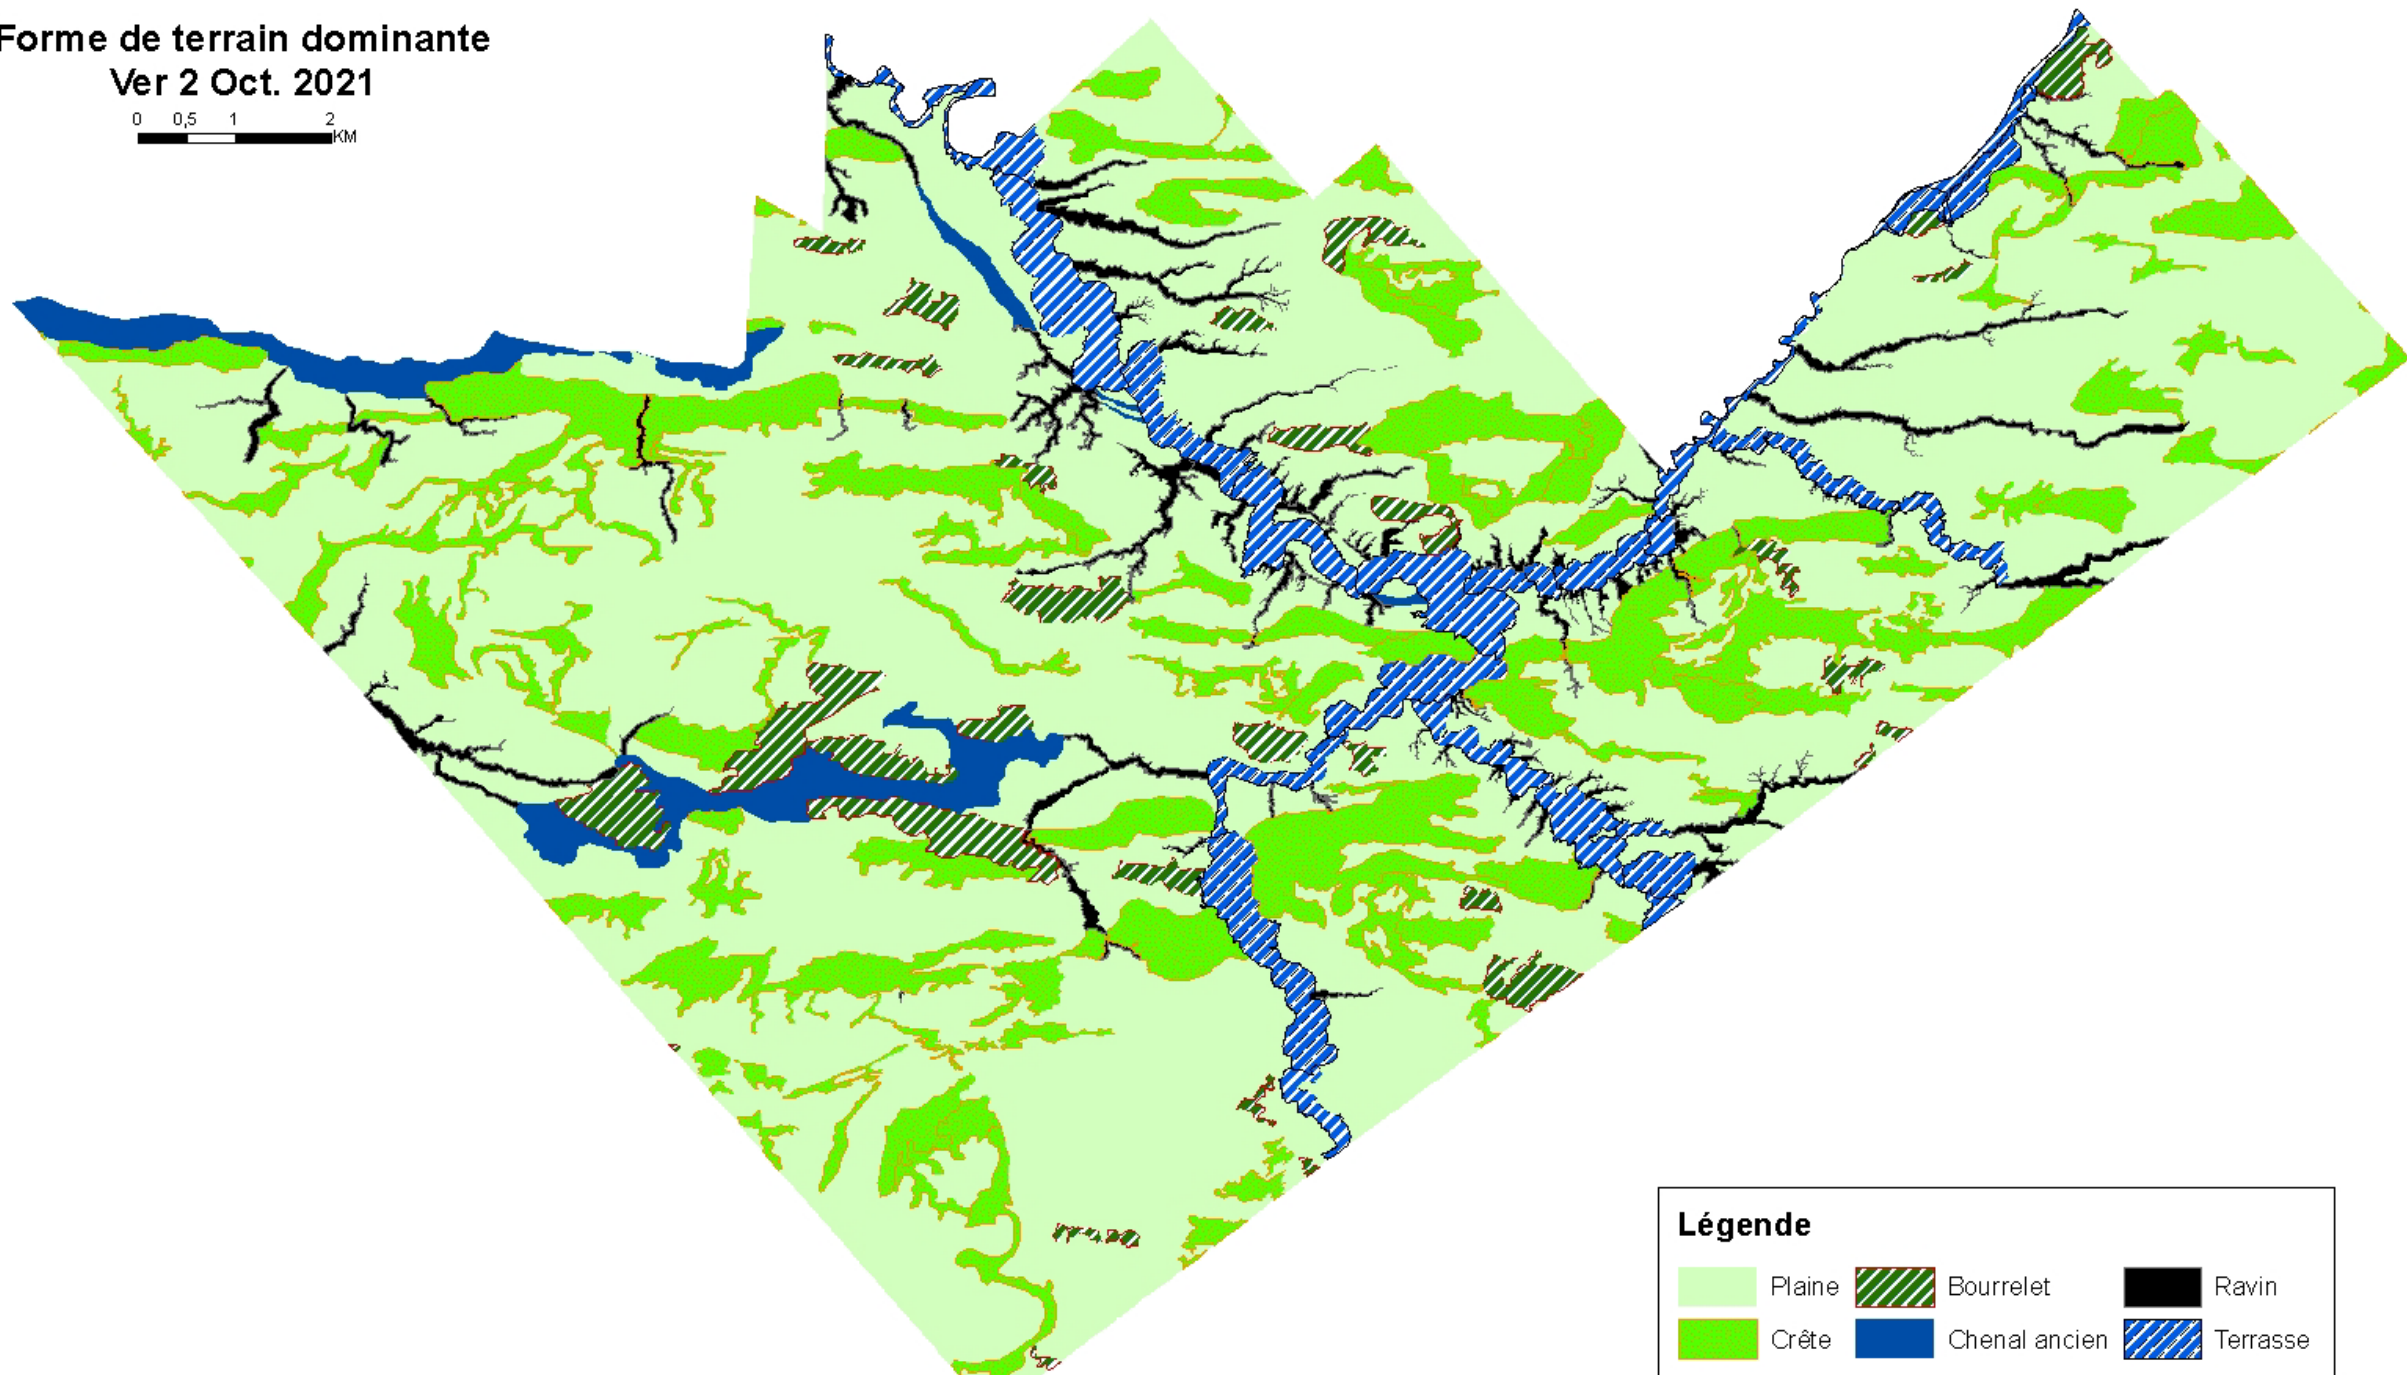 Forme de terrain dominante
Ver 2 Oct. 2021
0 0,5 1 2
KM
Légende
Plaine Bourrelet Ravin
Crête Chenal ancien Terrasse